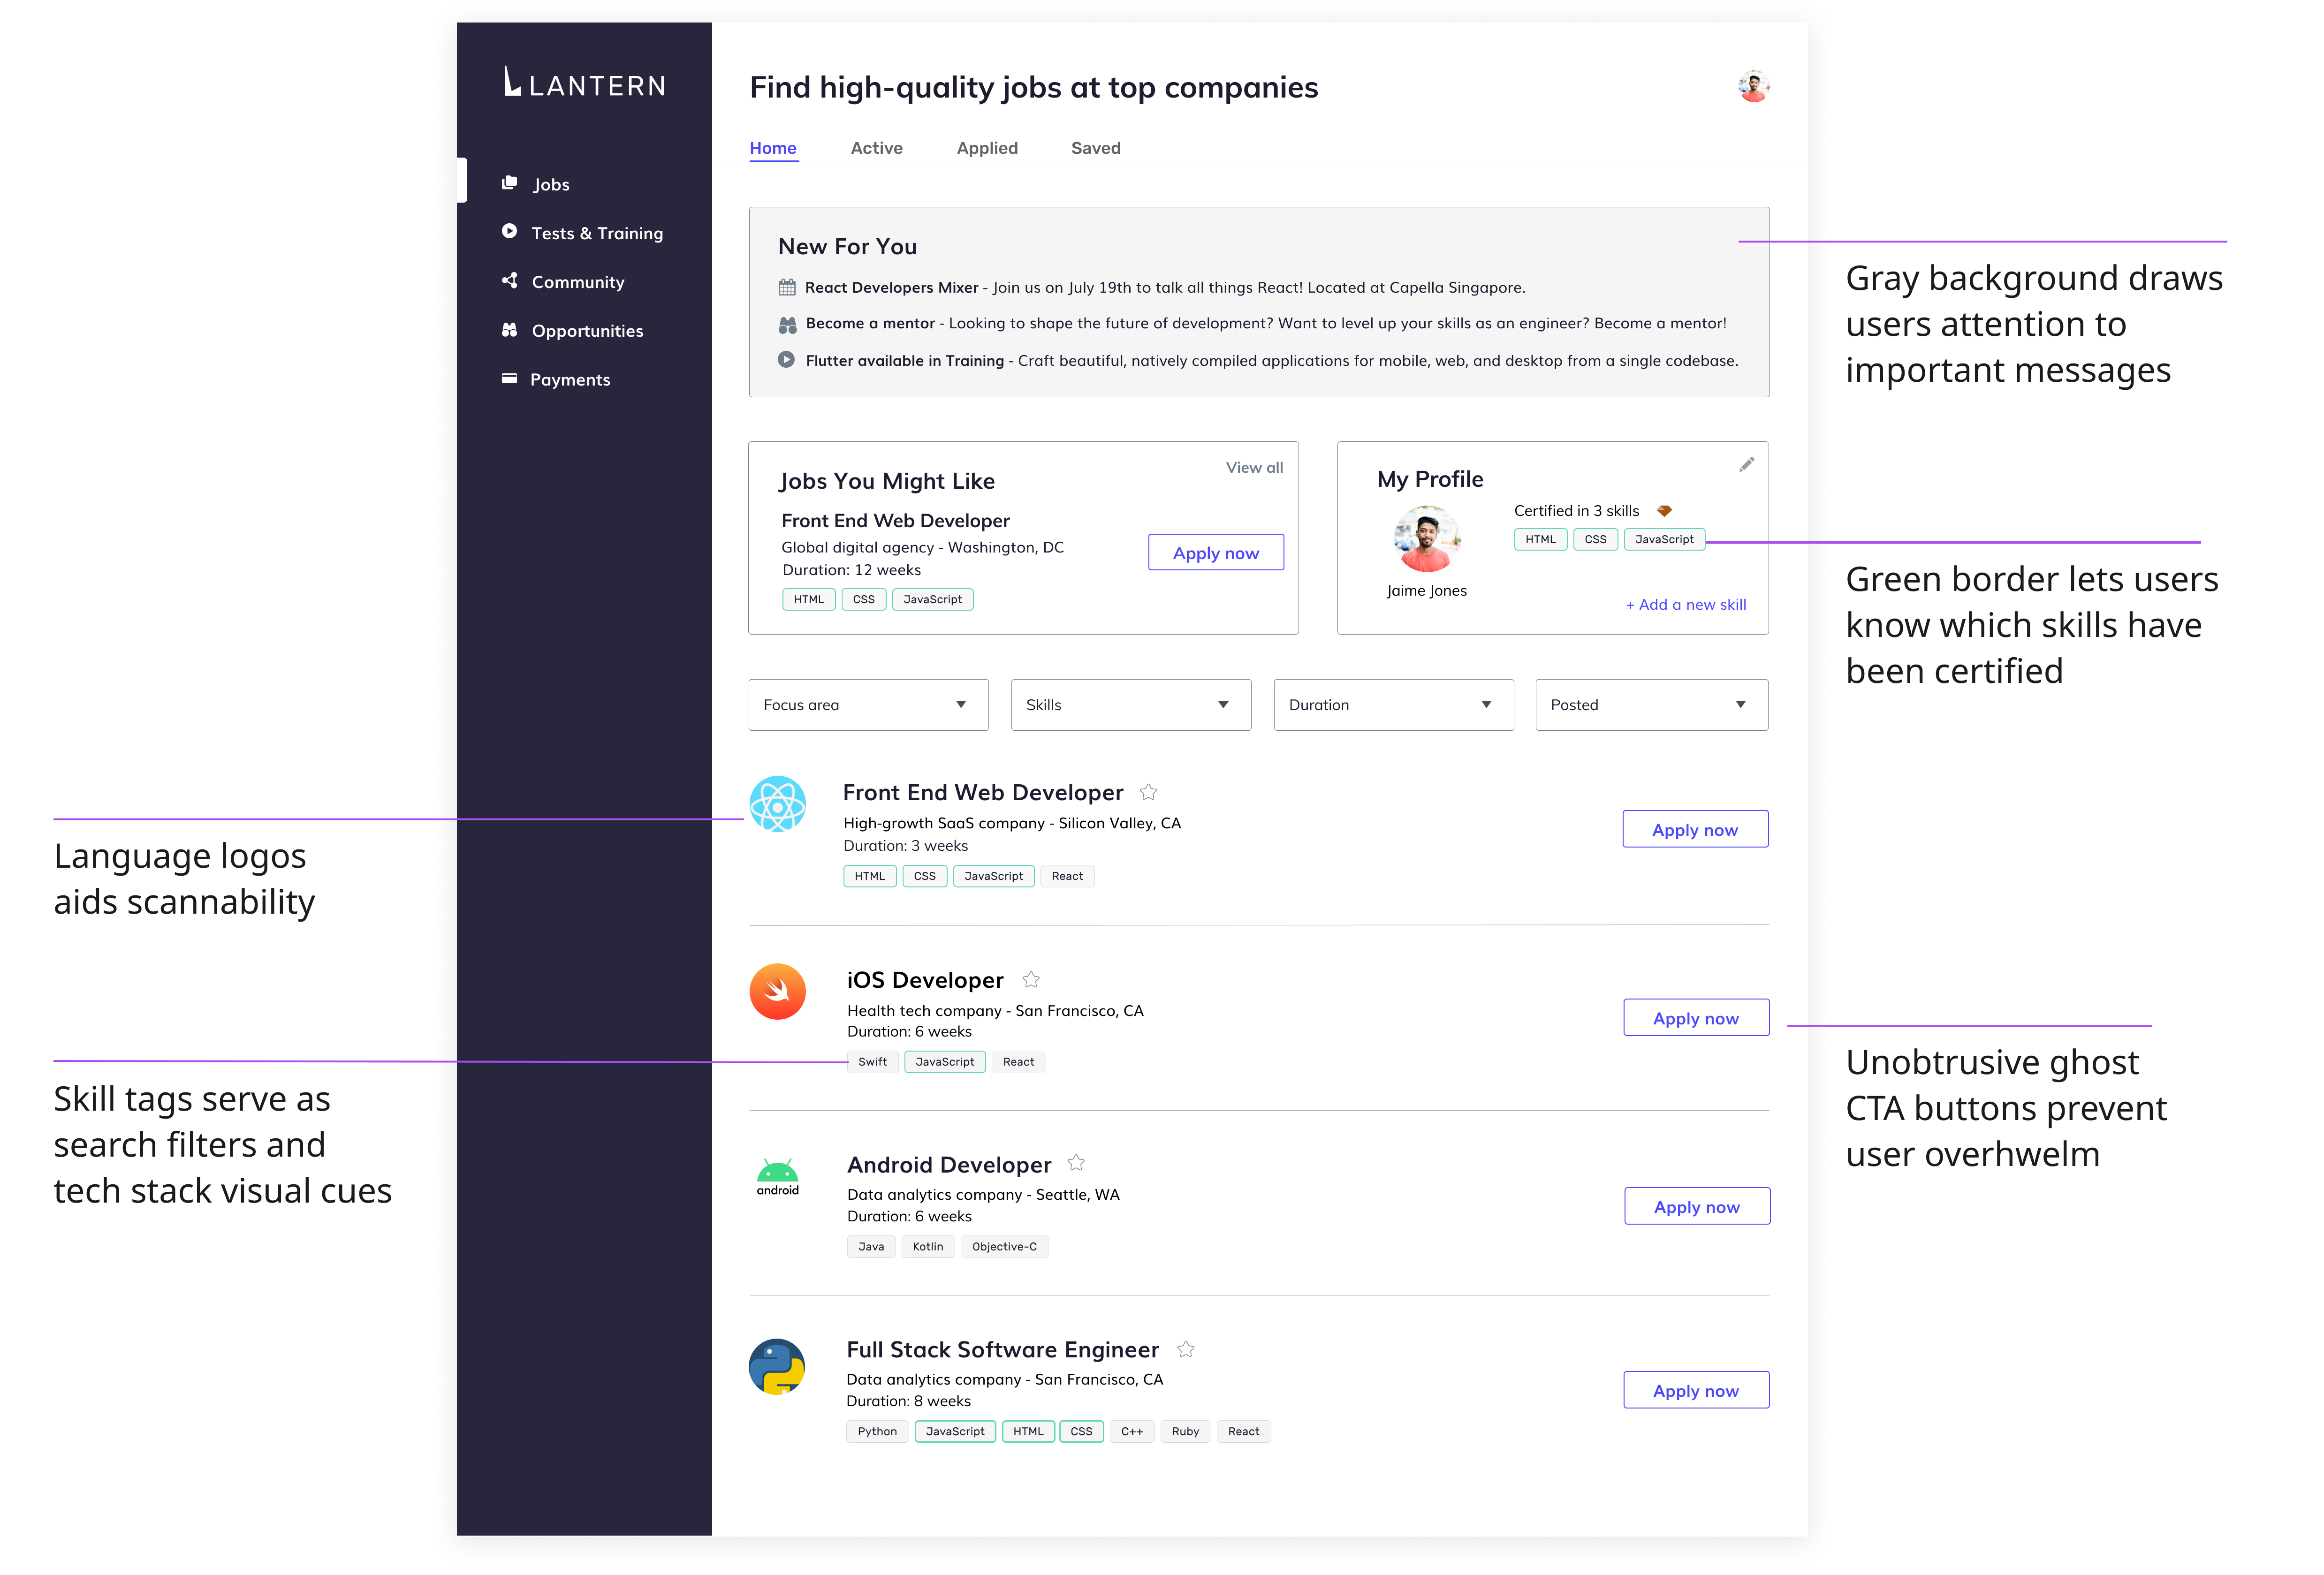 LANTERN
Jobs
Tests & Training
Community
Opportunities
Payments
Find high-quality jobs at top companies
Home
Active
Applied
Saved
New For You
React Developers Mixer - Join us on July 19th to talk all things React! Located at Capella Singapore.
Become a mentor - Looking to shape the future of development? Want to level up your skills as an engineer? Become a mentor!
Flutter available in Training - Craft beautiful, natively compiled applications for mobile, web, and desktop from a single codebase.
Gray background draws
users attention to
important messages
Jobs You Might Like
View all
Front End Web Developer
Global digital agency - Washington, DC
Duration: 12 weeks
HTML
CSS
JavaScript
Apply now
My Profile
Jaime Jones
Certified in 3 skills
HTML
CSS
JavaScript
+ Add a new skill
Green border lets users
know which skills have
been certified
Focus area
Skills
Duration
Posted
Front End Web Developer
High-growth SaaS company - Silicon Valley, CA
Duration: 3 weeks
HTML
CSS
JavaScript
React
Apply now
Language logos
aids scannability
iOS Developer
Health tech company - San Francisco, CA
Duration: 6 weeks
Swift
JavaScript
React
Apply now
Skill tags serve as
search filters and
tech stack visual cues
Unobtrusive ghost
CTA buttons prevent
user overhwelm
android
Android Developer
Data analytics company - Seattle, WA
Duration: 6 weeks
Java
Kotlin
Objective-C
Apply now
Full Stack Software Engineer
Data analytics company - San Francisco, CA
Duration: 8 weeks
Python
JavaScript
HTML
CSS
C++
Ruby
React
Apply now